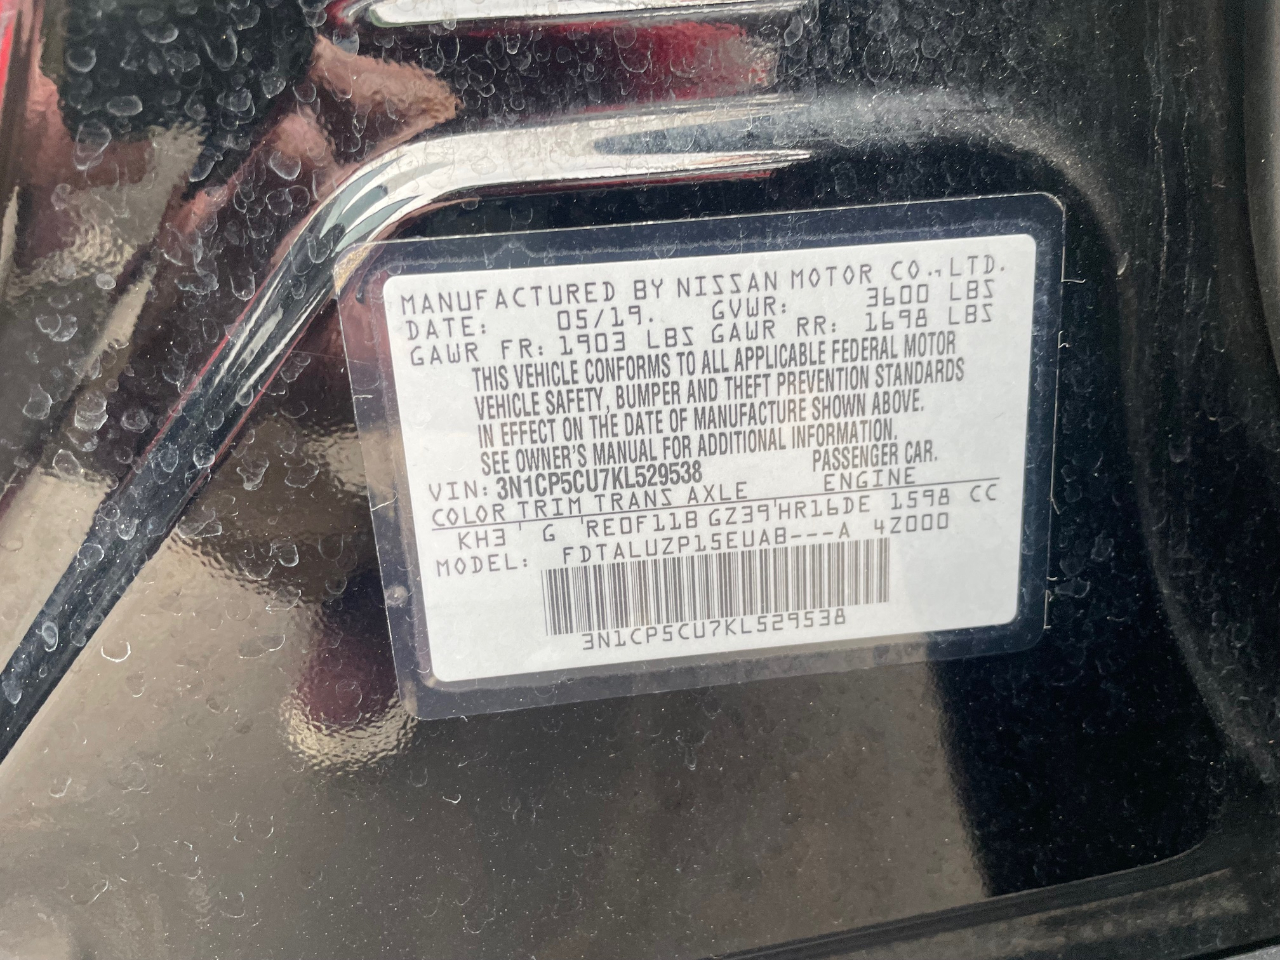 MANUFACTURED BY NISSAN MOTOR CO., LTD.
DATE: 05/19. GVWR: 3600 LBS
GAWR FR: 1903 LBS GAWR RR: 1698 LBS
THIS VEHICLE CONFORMS TO ALL APPLICABLE FEDERAL MOTOR
VEHICLE SAFETY, BUMPER AND THEFT PREVENTION STANDARDS
IN EFFECT ON THE DATE OF MANUFACTURE SHOWN ABOVE.
SEE OWNER'S MANUAL FOR ADDITIONAL INFORMATION.
VIN: 3N1CP5CU7KL529538 PASSENGER CAR.
COLOR TRIM TRANS AXLE ENGINE
KH3 ' G 'RE0F11B GZ39'HR16DE 1598 CC
MODEL: FDTALUZP15EUAB---A 4Z000
3N1CP5CU7KL529538